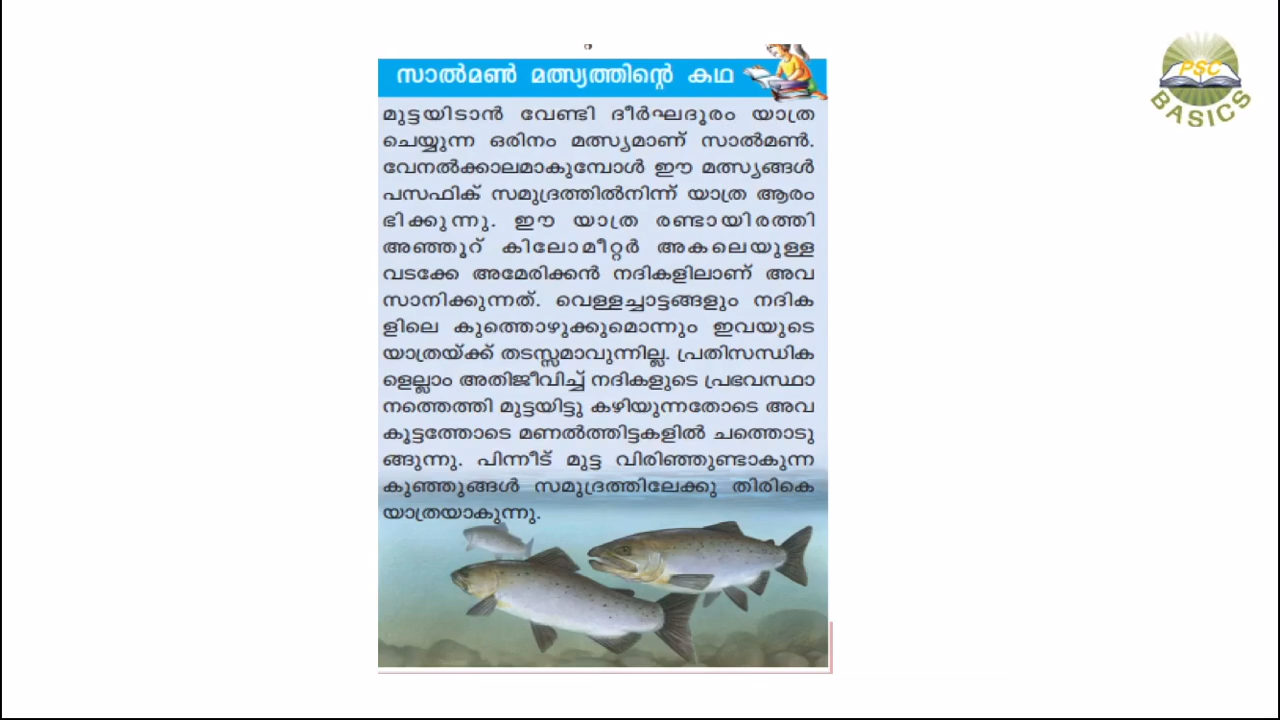 സാൽമൺ മത്സ്യത്തിന്റെ കഥ
മുട്ടയിടാൻ വേണ്ടി ദീർഘദൂരം യാത്ര
ചെയ്യുന്ന ഒരിനം മത്സ്യമാണ് സാൽമൺ.
വേനൽക്കാലമാകുമ്പോൾ ഈ മത്സ്യങ്ങൾ
പസഫിക് സമുദ്രത്തിൽനിന്ന് യാത്ര ആരം
ഭിക്കുന്നു. ഈ യാത്ര രണ്ടായിരത്തി
അഞ്ഞൂറ് കിലോമീറ്റർ അകലെയുള്ള
വടക്കേ അമേരിക്കൻ നദികളിലാണ് അവ
സാനിക്കുന്നത്. വെള്ളച്ചാട്ടങ്ങളും നദിക
ളിലെ കുത്തൊഴുക്കുമൊന്നും ഇവയുടെ
യാത്രയ്ക്ക് തടസ്സമാവുന്നില്ല. പ്രതിസന്ധിക
ളെല്ലാം അതിജീവിച്ച് നദികളുടെ പ്രഭവസ്ഥാ
നത്തെത്തി മുട്ടയിട്ടു കഴിയുന്നതോടെ അവ
കൂട്ടത്തോടെ മണൽത്തിട്ടകളിൽ ചത്തൊടു
ങ്ങുന്നു. പിന്നീട് മുട്ട വിരിഞ്ഞുണ്ടാകുന്ന
കുഞ്ഞുങ്ങൾ സമുദ്രത്തിലേക്കു തിരികെ
യാത്രയാകുന്നു.
PSC
BASICS